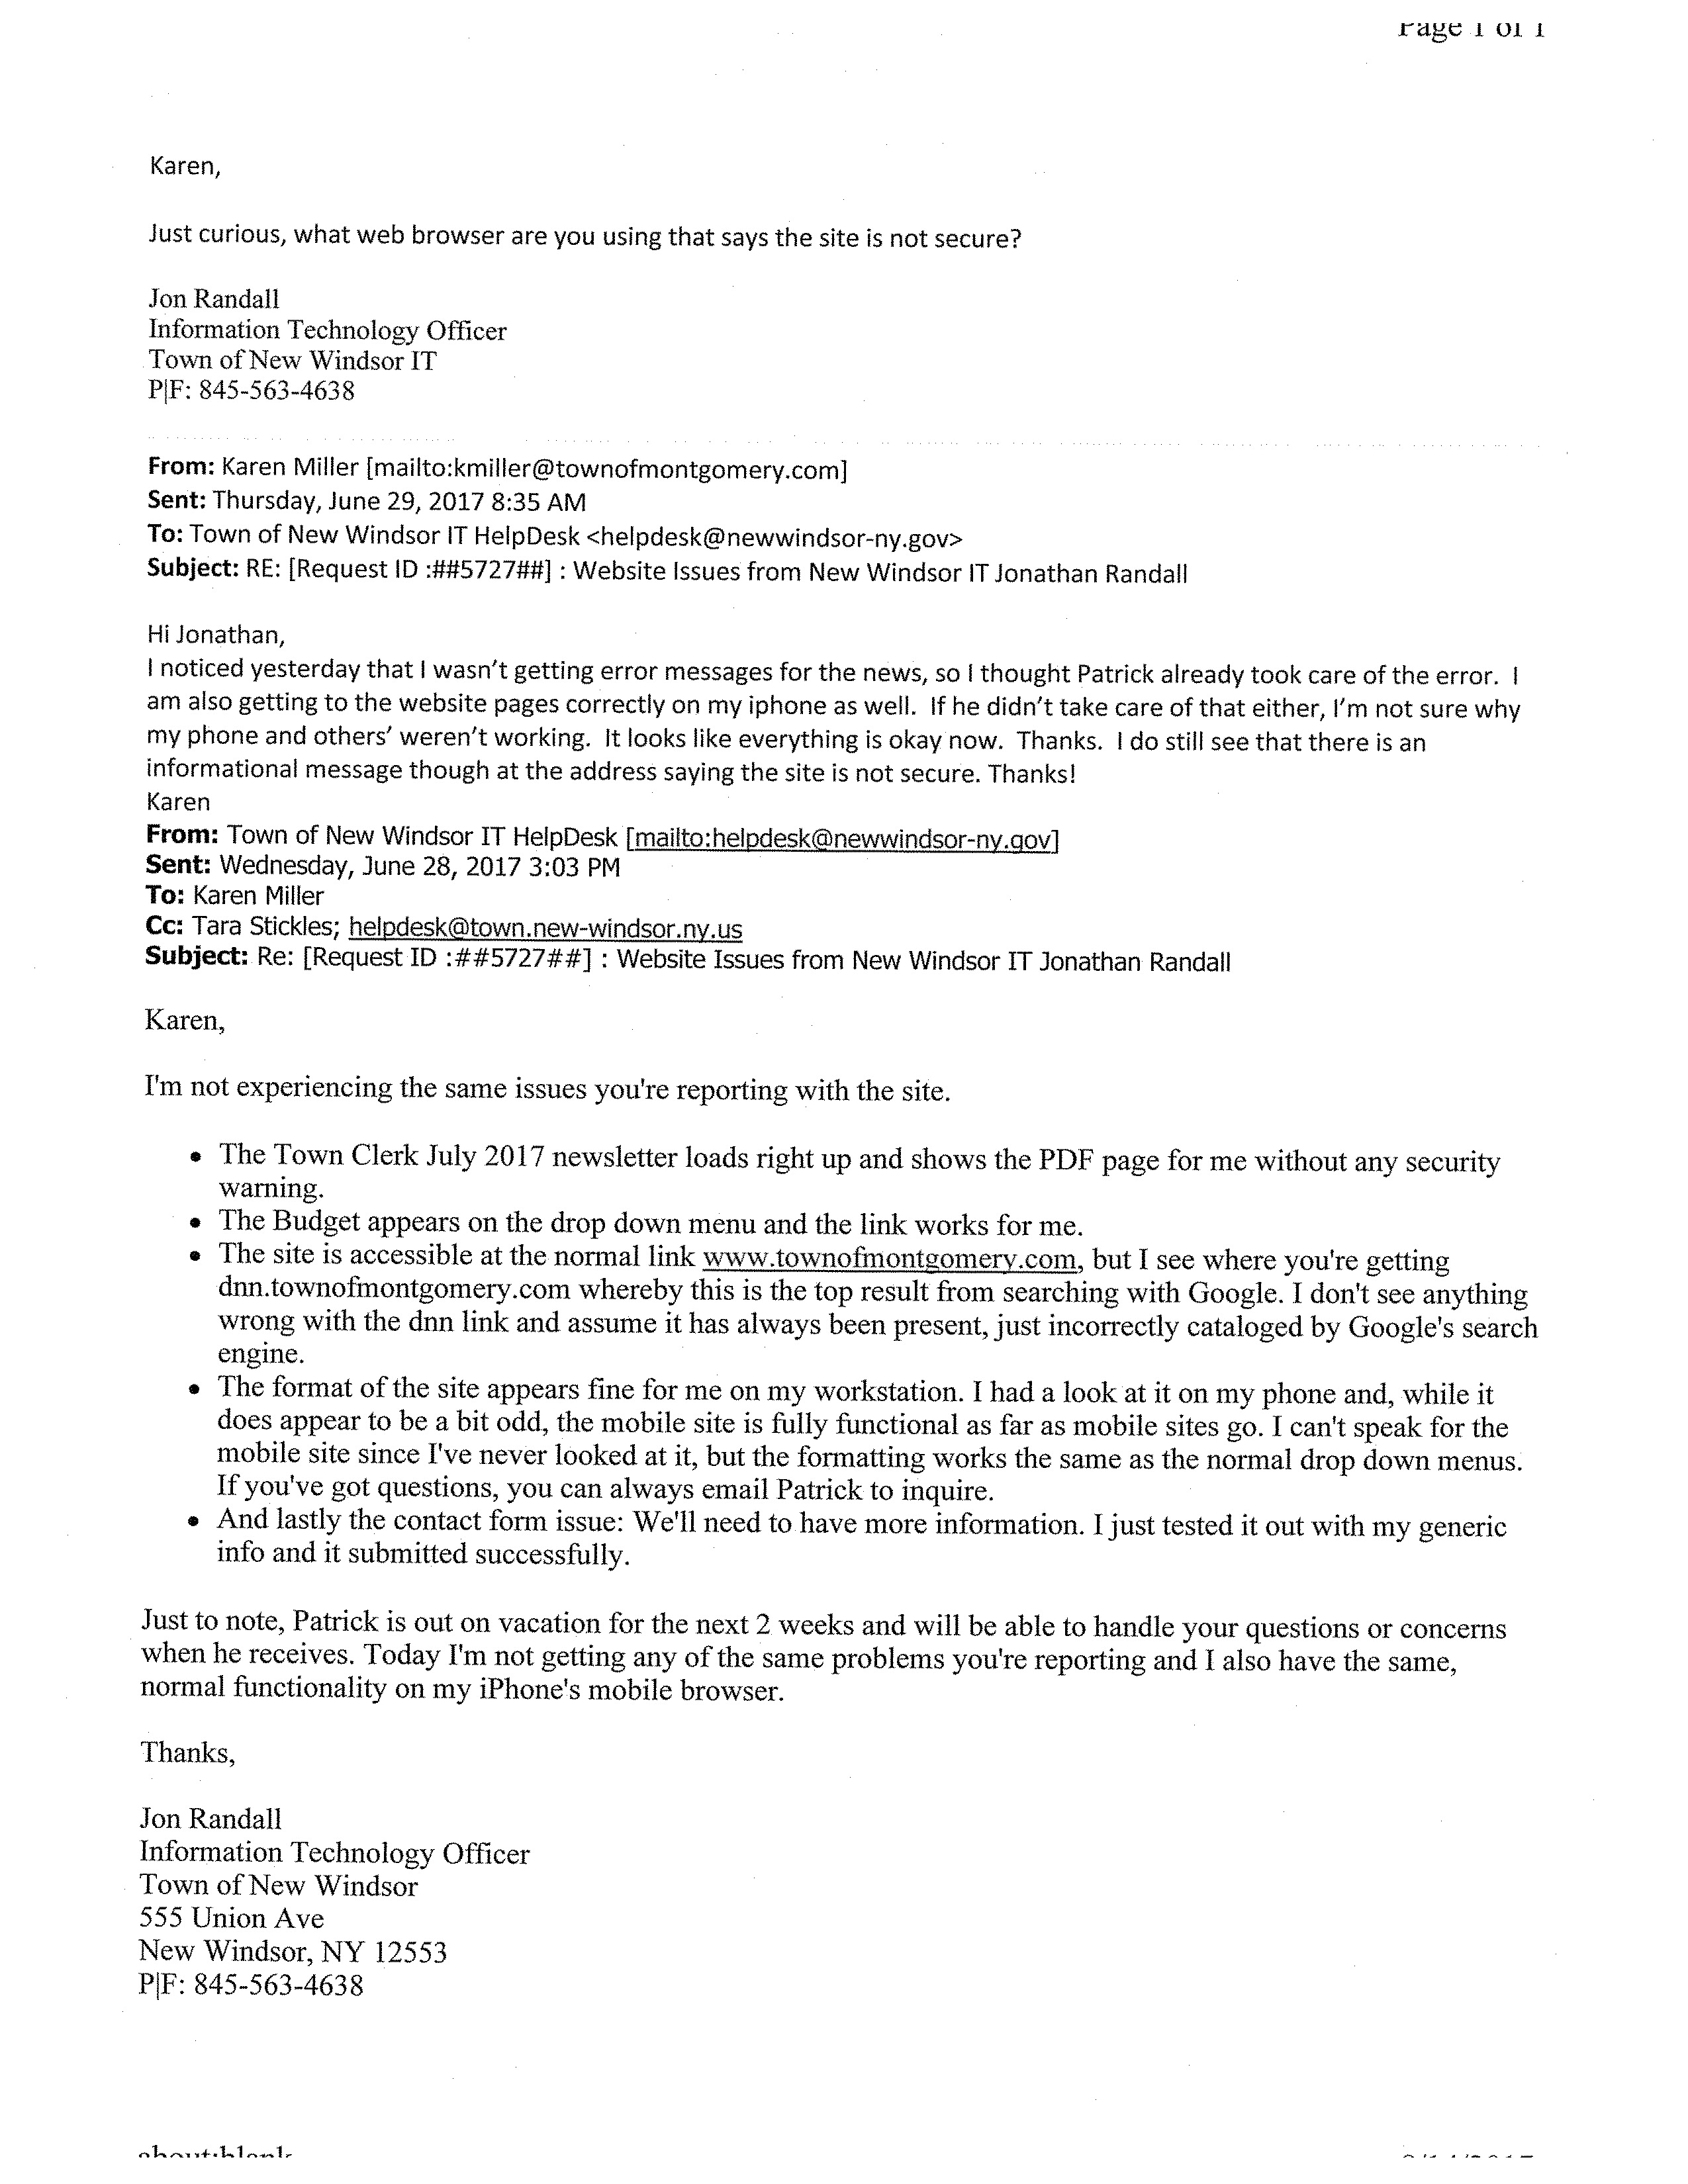 Page 1 of 1
Karen,
Just curious, what web browser are you using that says the site is not secure?
Jon Randall
Information Technology Officer
Town of New Windsor IT
P|F: 845-563-4638
From: Karen Miller [mailto:kmiller@townofmontgomery.com]
Sent: Thursday, June 29, 2017 8:35 AM
To: Town of New Windsor IT HelpDesk <helpdesk@newwindsor-ny.gov>
Subject: RE: [Request ID :##5727##] : Website Issues from New Windsor IT Jonathan Randall
Hi Jonathan,
I noticed yesterday that I wasn't getting error messages for the news, so I thought Patrick already took care of the error.  I
am also getting to the website pages correctly on my iphone as well.  If he didn't take care of that either, I'm not sure why
my phone and others' weren't working.  It looks like everything is okay now.  Thanks.  I do still see that there is an
informational message though at the address saying the site is not secure. Thanks!
Karen
From: Town of New Windsor IT HelpDesk [mailto:helpdesk@newwindsor-ny.gov]
Sent: Wednesday, June 28, 2017 3:03 PM
To: Karen Miller
Cc: Tara Stickles; helpdesk@town.new-windsor.ny.us
Subject: Re: [Request ID :##5727##] : Website Issues from New Windsor IT Jonathan Randall
Karen,
I'm not experiencing the same issues you're reporting with the site.
• The Town Clerk July 2017 newsletter loads right up and shows the PDF page for me without any security
warning.
• The Budget appears on the drop down menu and the link works for me.
• The site is accessible at the normal link www.townofmontgomery.com, but I see where you're getting
dnn.townofmontgomery.com whereby this is the top result from searching with Google. I don't see anything
wrong with the dnn link and assume it has always been present, just incorrectly cataloged by Google's search
engine.
• The format of the site appears fine for me on my workstation. I had a look at it on my phone and, while it
does appear to be a bit odd, the mobile site is fully functional as far as mobile sites go. I can't speak for the
mobile site since I've never looked at it, but the formatting works the same as the normal drop down menus.
If you've got questions, you can always email Patrick to inquire.
• And lastly the contact form issue: We'll need to have more information. I just tested it out with my generic
info and it submitted successfully.
Just to note, Patrick is out on vacation for the next 2 weeks and will be able to handle your questions or concerns
when he receives. Today I'm not getting any of the same problems you're reporting and I also have the same,
normal functionality on my iPhone's mobile browser.
Thanks,
Jon Randall
Information Technology Officer
Town of New Windsor
555 Union Ave
New Windsor, NY 12553
P|F: 845-563-4638
about:blank